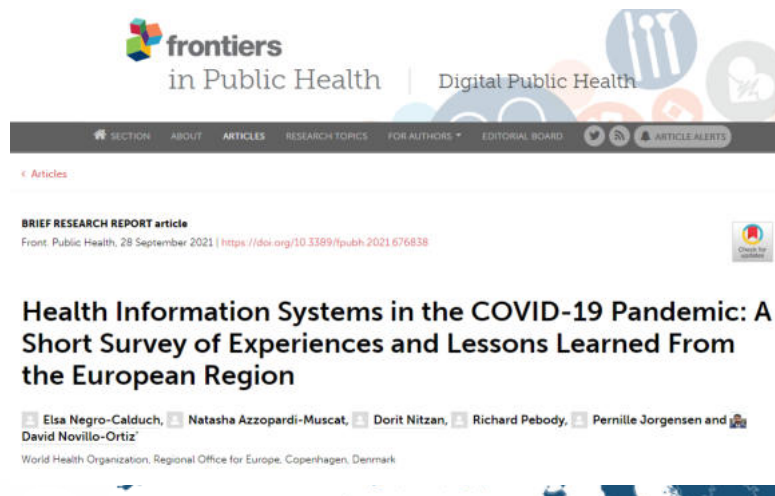 frontiers
in Public Health | Digital Public Health
SECTION ABOUT ARTICLES RESEARCH TOPICS FOR AUTHORS EDITORIAL BOARD ARTICLE ALERTS
‹ Articles
BRIEF RESEARCH REPORT article
Front. Public Health, 28 September 2021 | https://doi.org/10.3389/fpubh.2021.676838
Check for
updates
Health Information Systems in the COVID-19 Pandemic: A
Short Survey of Experiences and Lessons Learned From
the European Region
Elsa Negro-Calduch, Natasha Azzopardi-Muscat, Dorit Nitzan, Richard Pebody, Pernille Jorgensen and
David Novillo-Ortiz*
World Health Organization, Regional Office for Europe, Copenhagen, Denmark